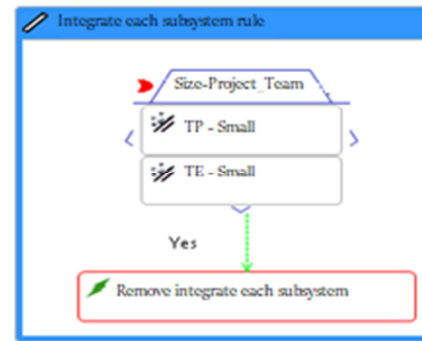 Integrate each subsystem rule
Size-Project_Team
TP - Small
TE - Small
Yes
Remove integrate each subsystem